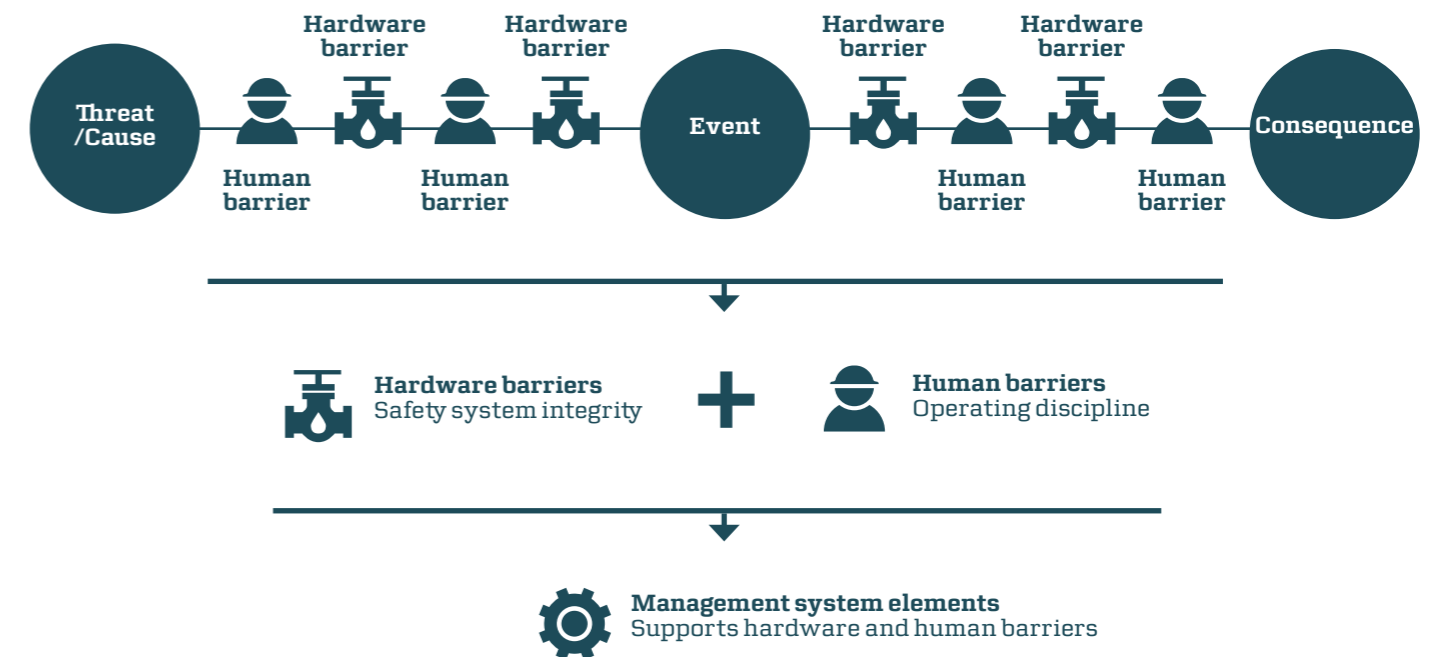 Hardware
barrier
Hardware
barrier
Hardware
barrier
Hardware
barrier
Threat
/Cause
Event
Consequence
Human
barrier
Human
barrier
Human
barrier
Human
barrier
Hardware barriers
Safety system integrity
Human barriers
Operating discipline
Management system elements
Supports hardware and human barriers